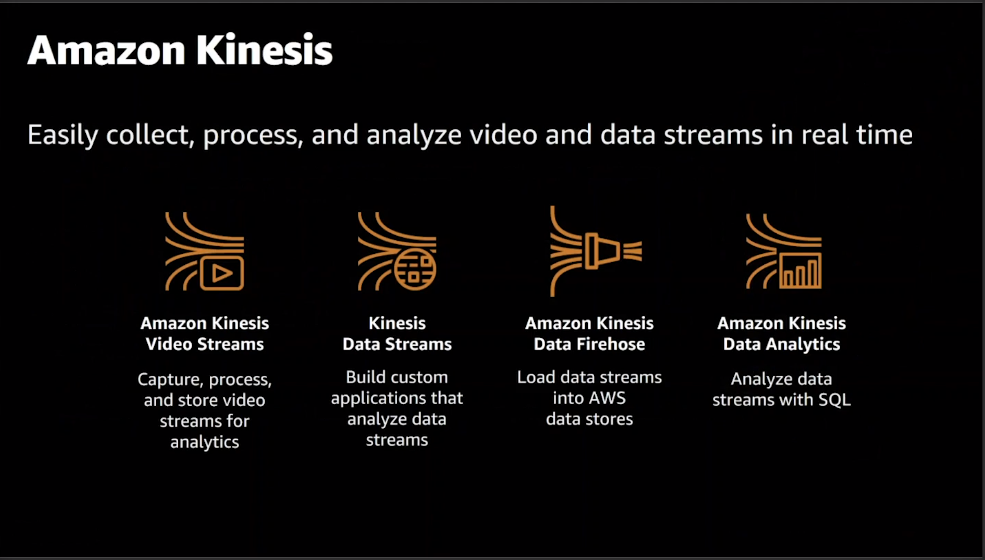 Amazon Kinesis
Easily collect, process, and analyze video and data streams in real time
Amazon Kinesis
Video Streams
Capture, process,
and store video
streams for
analytics
Kinesis
Data Streams
Build custom
applications that
analyze data
streams
Amazon Kinesis
Data Firehose
Load data streams
into AWS
data stores
Amazon Kinesis
Data Analytics
Analyze data
streams with SQL